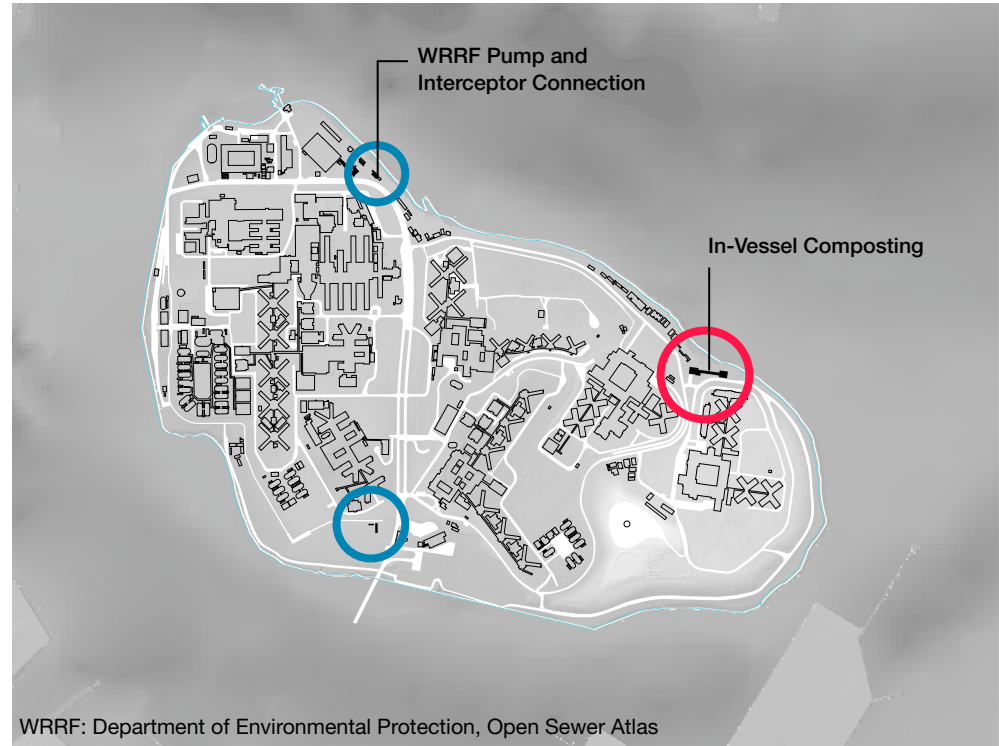 WRRF Pump and
Interceptor Connection
In-Vessel Composting
WRRF: Department of Environmental Protection, Open Sewer Atlas